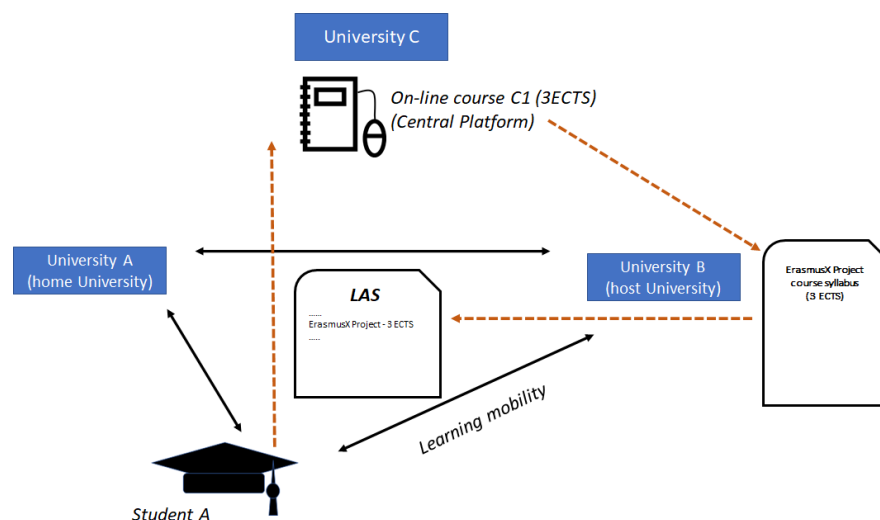 University C
On-line course C1 (3ECTS)
(Central Platform)
University A
(home University)
University B
(host University)
ErasmusX Project
course syllabus
(3 ECTS)
LAS
......
ErasmusX Project - 3 ECTS
.....
Learning mobility
Student A